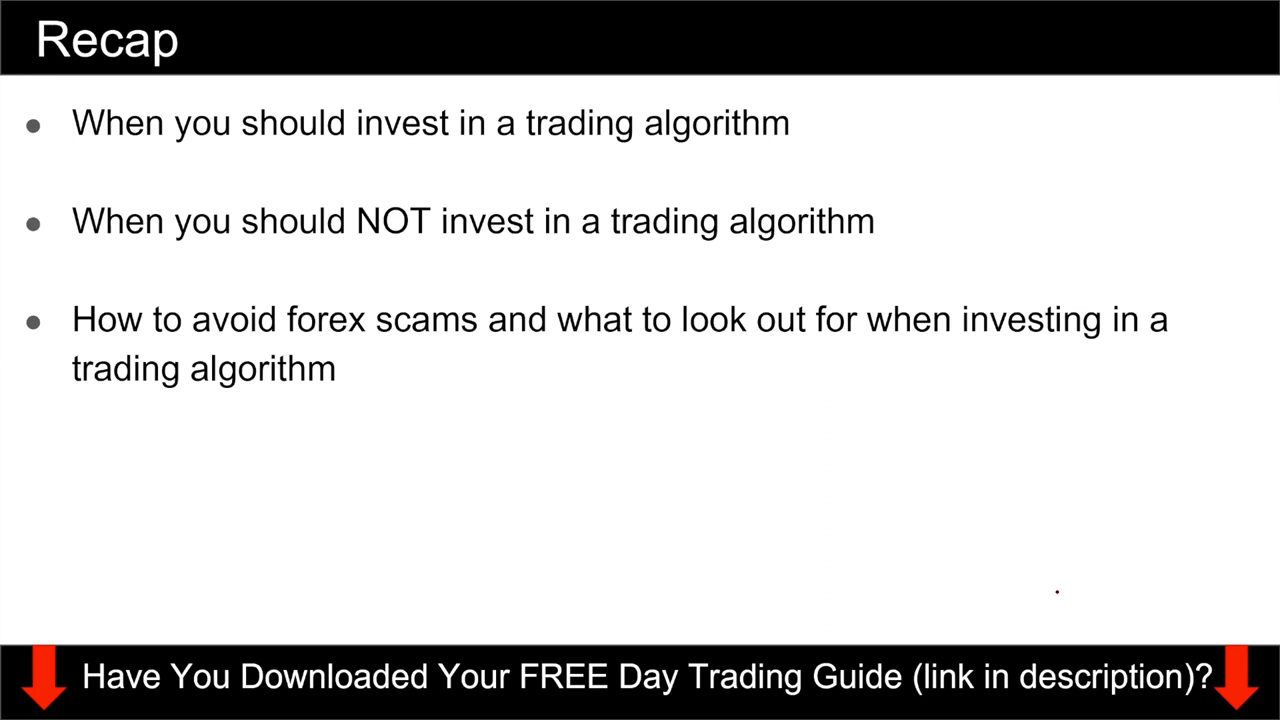 Recap
● When you should invest in a trading algorithm
● When you should NOT invest in a trading algorithm
● How to avoid forex scams and what to look out for when investing in a
trading algorithm
Have You Downloaded Your FREE Day Trading Guide (link in description)?